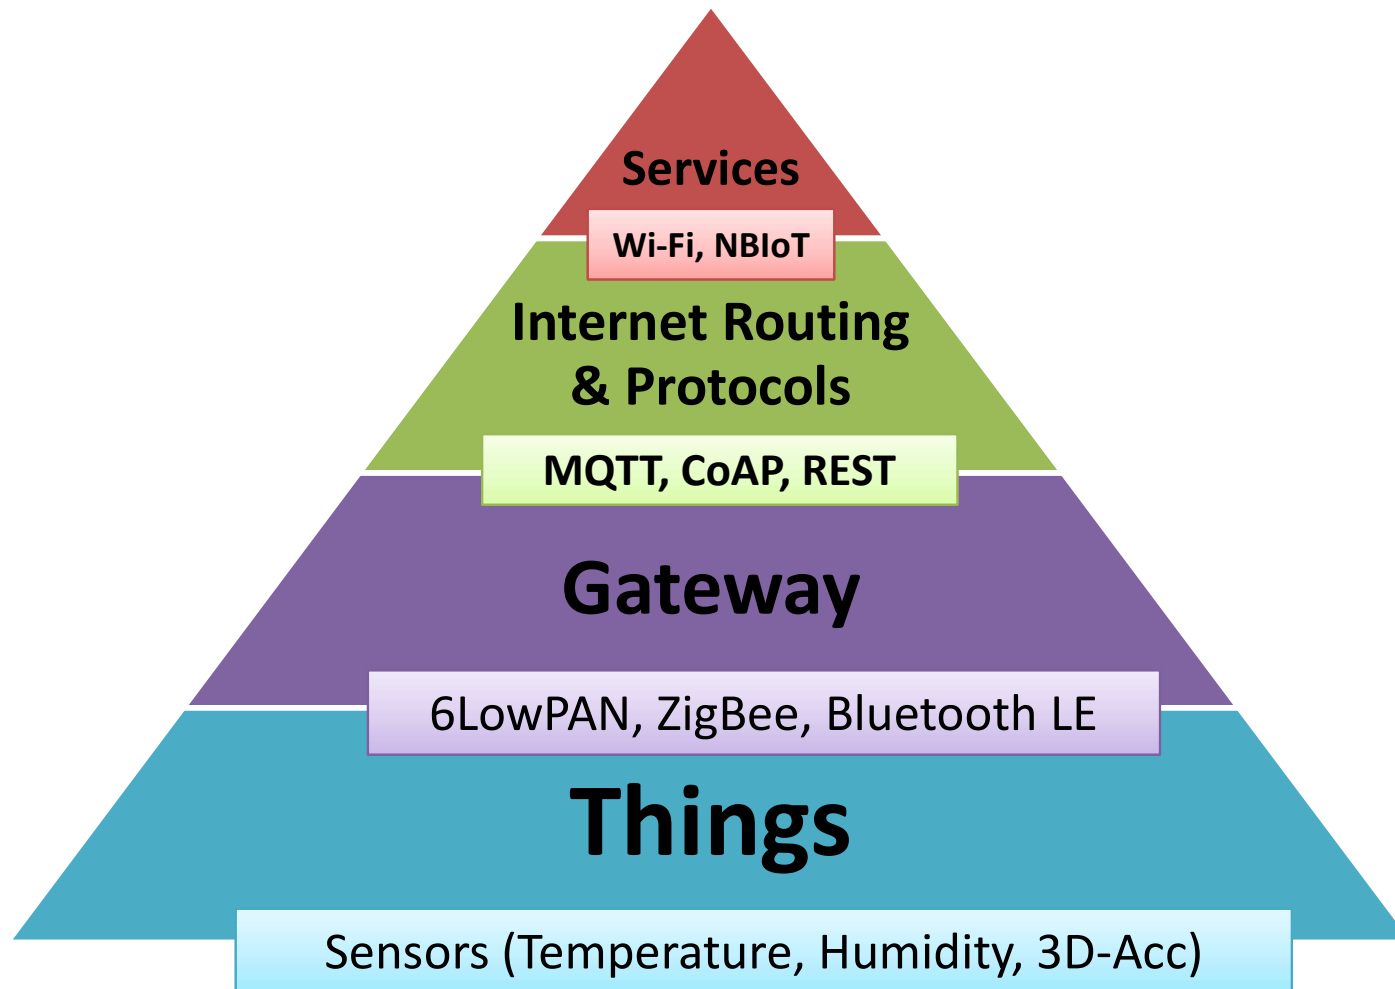 Services
Wi-Fi, NBIoT
Internet Routing
& Protocols
MQTT, CoAP, REST
Gateway
6LowPAN, ZigBee, Bluetooth LE
Things
Sensors (Temperature, Humidity, 3D-Acc)